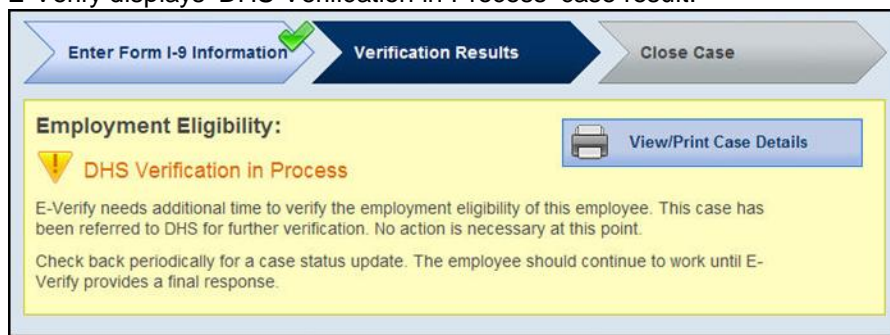 E-Verify displays "DHS Verification in Process" case result:
Enter Form I-9 Information
Verification Results
Close Case
Employment Eligibility:
View/Print Case Details
DHS Verification in Process
E-Verify needs additional time to verify the employment eligibility of this employee. This case has
been referred to DHS for further verification. No action is necessary at this point.
Check back periodically for a case status update. The employee should continue to work until E-
Verify provides a final response.